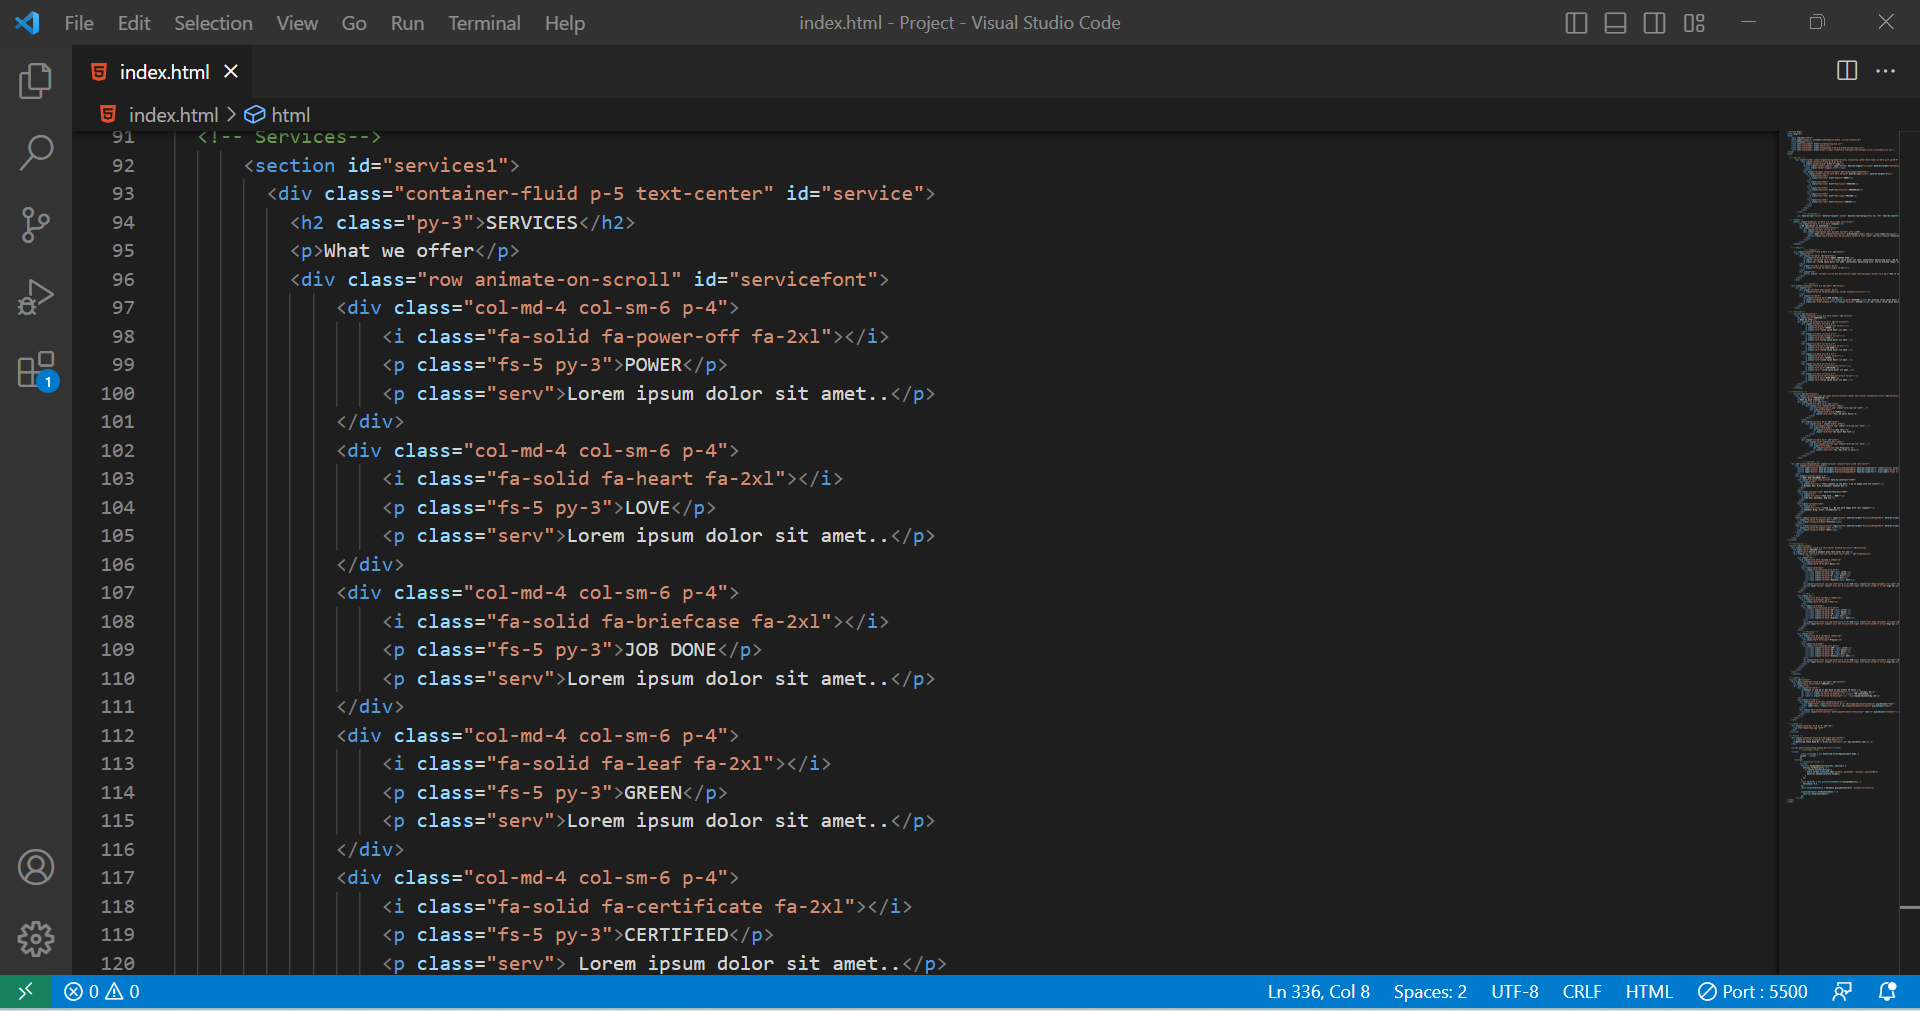 File Edit Selection View Go Run Terminal Help index.html - Project - Visual Studio Code
index.html
index.html > html
91 <!-- Services-->
92 <section id="services1">
93 <div class="container-fluid p-5 text-center" id="service">
94 <h2 class="py-3">SERVICES</h2>
95 <p>What we offer</p>
96 <div class="row animate-on-scroll" id="servicefont">
97 <div class="col-md-4 col-sm-6 p-4">
98 <i class="fa-solid fa-power-off fa-2xl"></i>
99 <p class="fs-5 py-3">POWER</p>
100 <p class="serv">Lorem ipsum dolor sit amet..</p>
101 </div>
102 <div class="col-md-4 col-sm-6 p-4">
103 <i class="fa-solid fa-heart fa-2xl"></i>
104 <p class="fs-5 py-3">LOVE</p>
105 <p class="serv">Lorem ipsum dolor sit amet..</p>
106 </div>
107 <div class="col-md-4 col-sm-6 p-4">
108 <i class="fa-solid fa-briefcase fa-2xl"></i>
109 <p class="fs-5 py-3">JOB DONE</p>
110 <p class="serv">Lorem ipsum dolor sit amet..</p>
111 </div>
112 <div class="col-md-4 col-sm-6 p-4">
113 <i class="fa-solid fa-leaf fa-2xl"></i>
114 <p class="fs-5 py-3">GREEN</p>
115 <p class="serv">Lorem ipsum dolor sit amet..</p>
116 </div>
117 <div class="col-md-4 col-sm-6 p-4">
118 <i class="fa-solid fa-certificate fa-2xl"></i>
119 <p class="fs-5 py-3">CERTIFIED</p>
120 <p class="serv"> Lorem ipsum dolor sit amet..</p>
1
0 0 Ln 336, Col 8 Spaces: 2 UTF-8 CRLF HTML Port : 5500